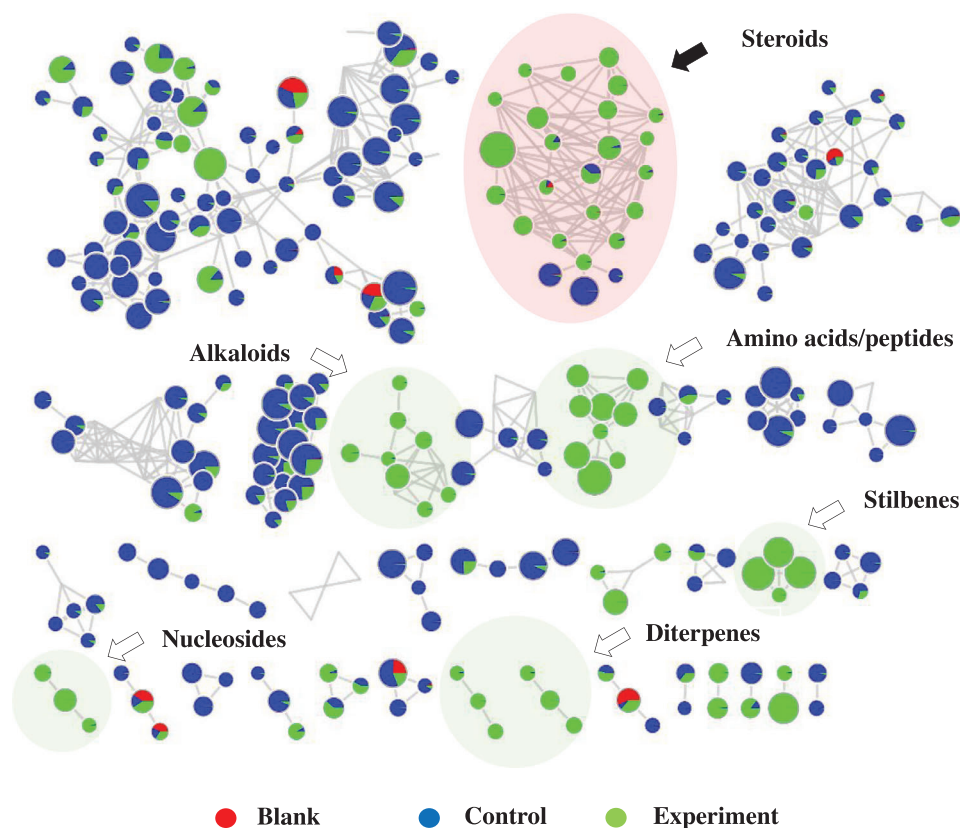 Steroids
Alkaloids
Amino acids/peptides
Stilbenes
Nucleosides
Diterpenes
Blank
Control
Experiment